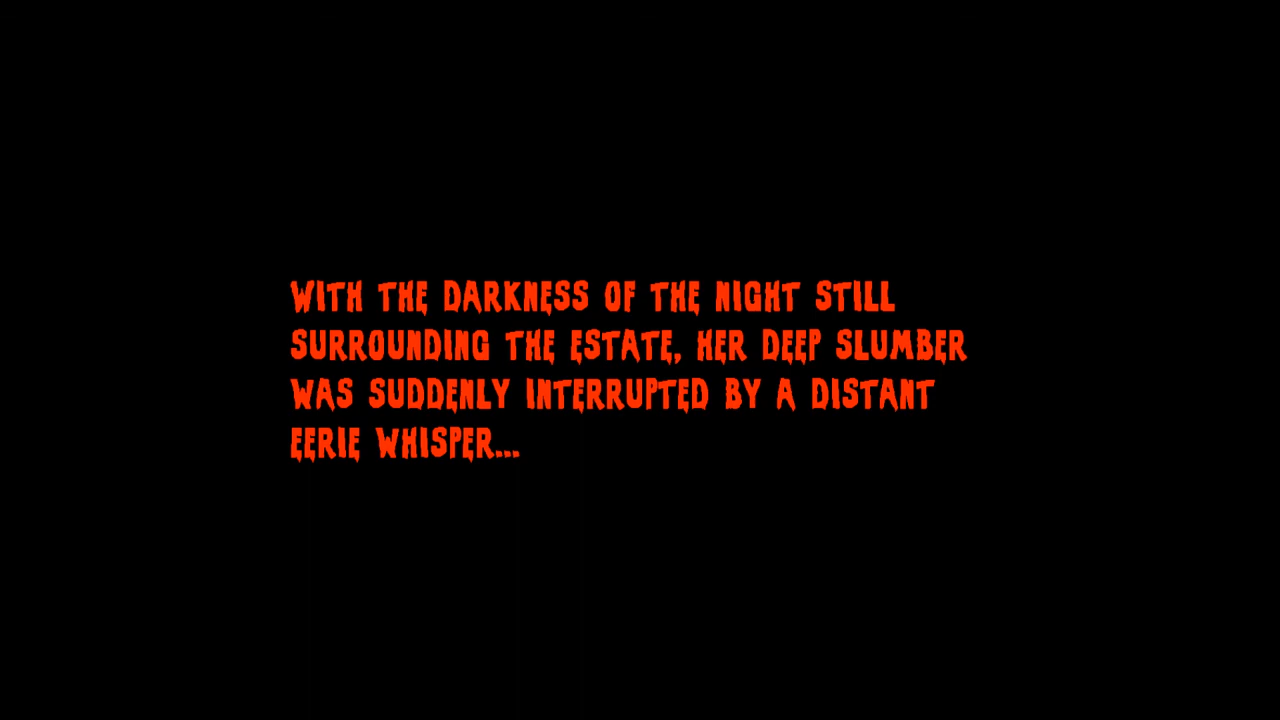 WITH THE DARKNESS OF THE NIGHT STILL
SURROUNDING THE ESTATE, HER DEEP SLUMBER
WAS SUDDENLY INTERRUPTED BY A DISTANT
EERIE WHISPER...